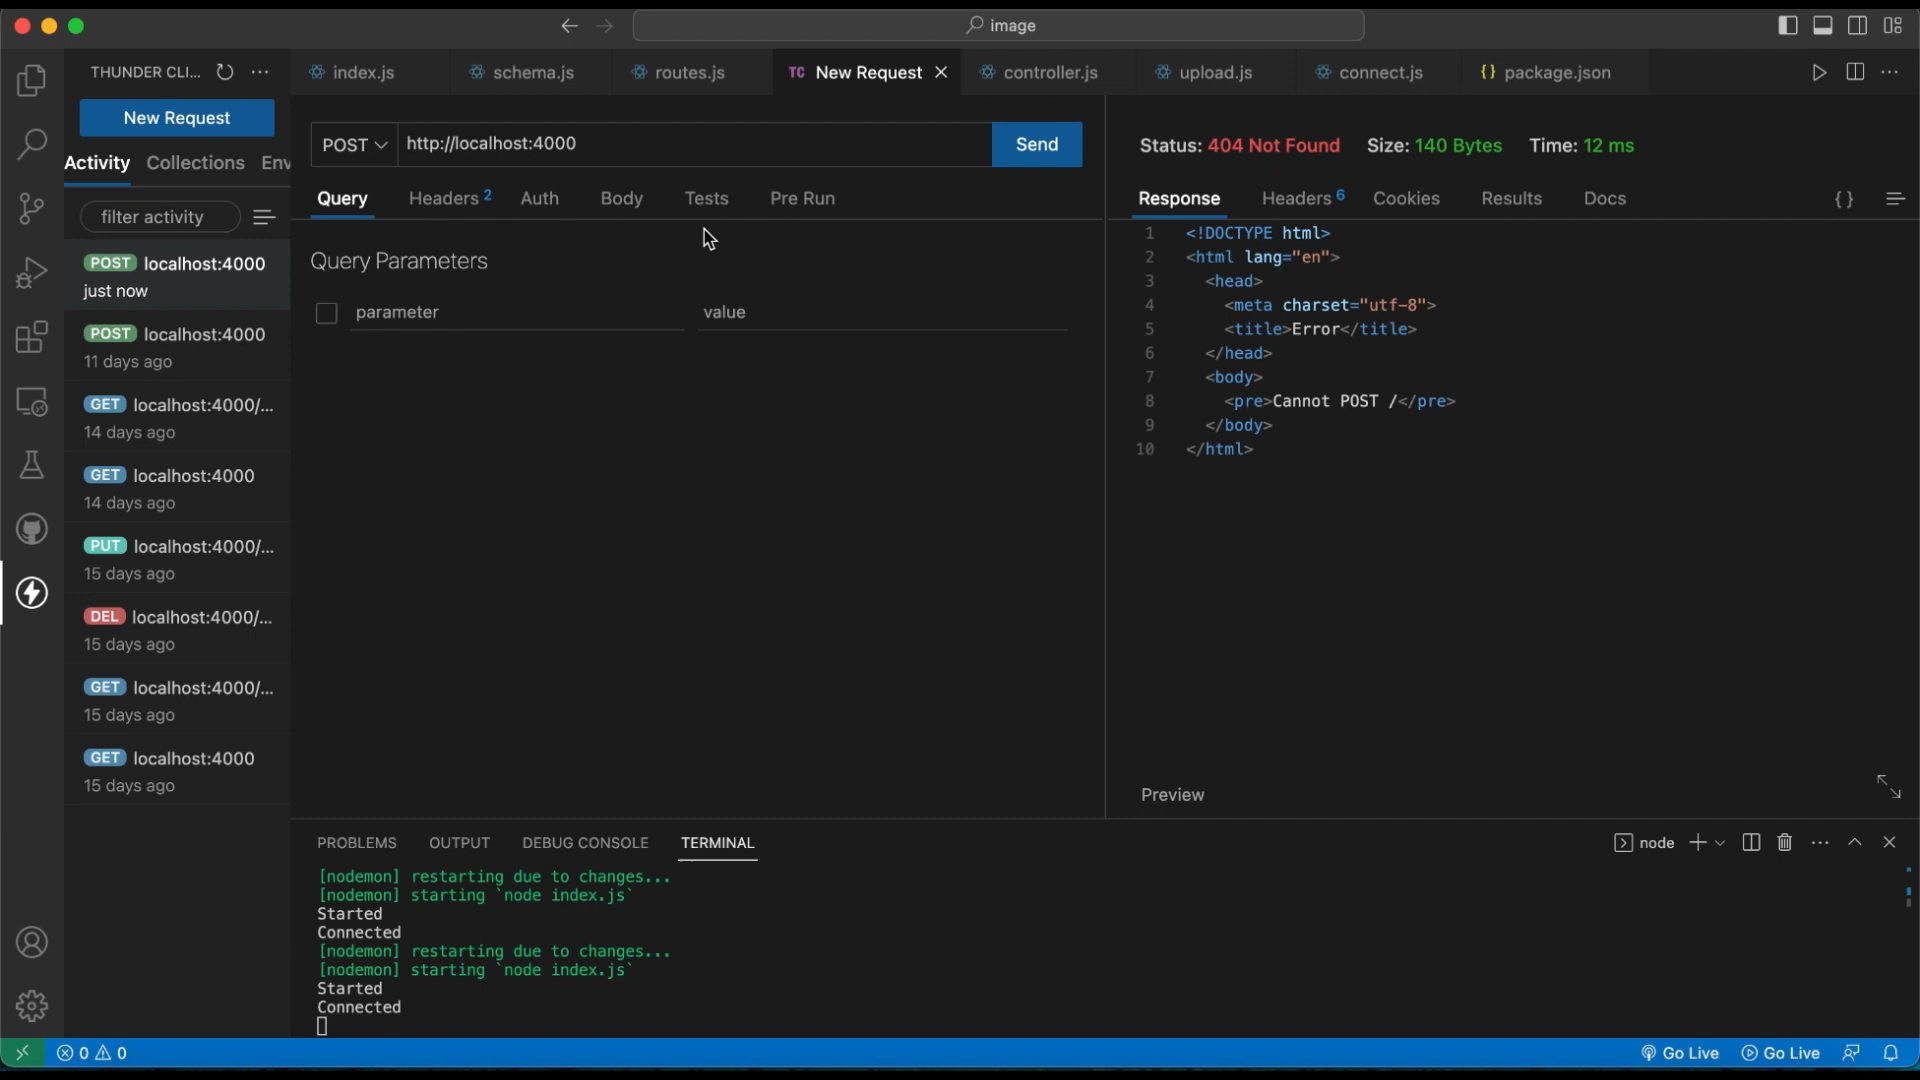 image
THUNDER CLI...
index.js
schema.js
routes.js
TC New Request
controller.js
upload.js
connect.js
{} package.json
New Request
Activity Collections Env
filter activity
POST localhost:4000
just now
POST localhost:4000
11 days ago
GET localhost:4000/...
14 days ago
GET localhost:4000
14 days ago
PUT localhost:4000/...
15 days ago
DEL localhost:4000/...
15 days ago
GET localhost:4000/...
15 days ago
GET localhost:4000
15 days ago
POST http://localhost:4000 Send
Query Headers 2 Auth Body Tests Pre Run
Query Parameters
parameter value
Status: 404 Not Found Size: 140 Bytes Time: 12 ms
Response Headers 6 Cookies Results Docs {}
1 <!DOCTYPE html>
2 <html lang="en">
3 <head>
4 <meta charset="utf-8">
5 <title>Error</title>
6 </head>
7 <body>
8 <pre>Cannot POST /</pre>
9 </body>
10 </html>
Preview
PROBLEMS OUTPUT DEBUG CONSOLE TERMINAL
node
[nodemon] restarting due to changes...
[nodemon] starting `node index.js`
Started
Connected
[nodemon] restarting due to changes...
[nodemon] starting `node index.js`
Started
Connected
0 0
Go Live Go Live